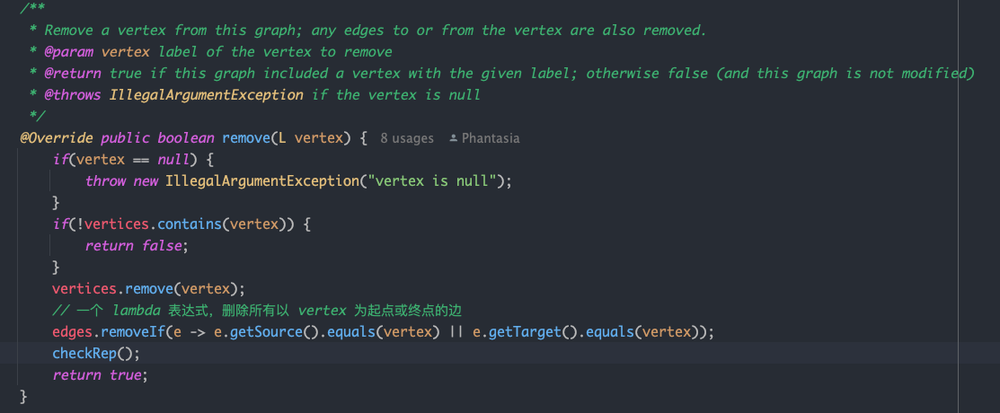 /**
 * Remove a vertex from this graph; any edges to or from the vertex are also removed.
 * @param vertex label of the vertex to remove
 * @return true if this graph included a vertex with the given label; otherwise false (and this graph is not modified)
 * @throws IllegalArgumentException if the vertex is null
 */
@Override public boolean remove(L vertex) { 8 usages Phantasia
    if(vertex == null) {
        throw new IllegalArgumentException("vertex is null");
    }
    if(!vertices.contains(vertex)) {
        return false;
    }
    vertices.remove(vertex);
    // 一个 lambda 表达式，删除所有以 vertex 为起点或终点的边
    edges.removeIf(e -> e.getSource().equals(vertex) || e.getTarget().equals(vertex));
    checkRep();
    return true;
}